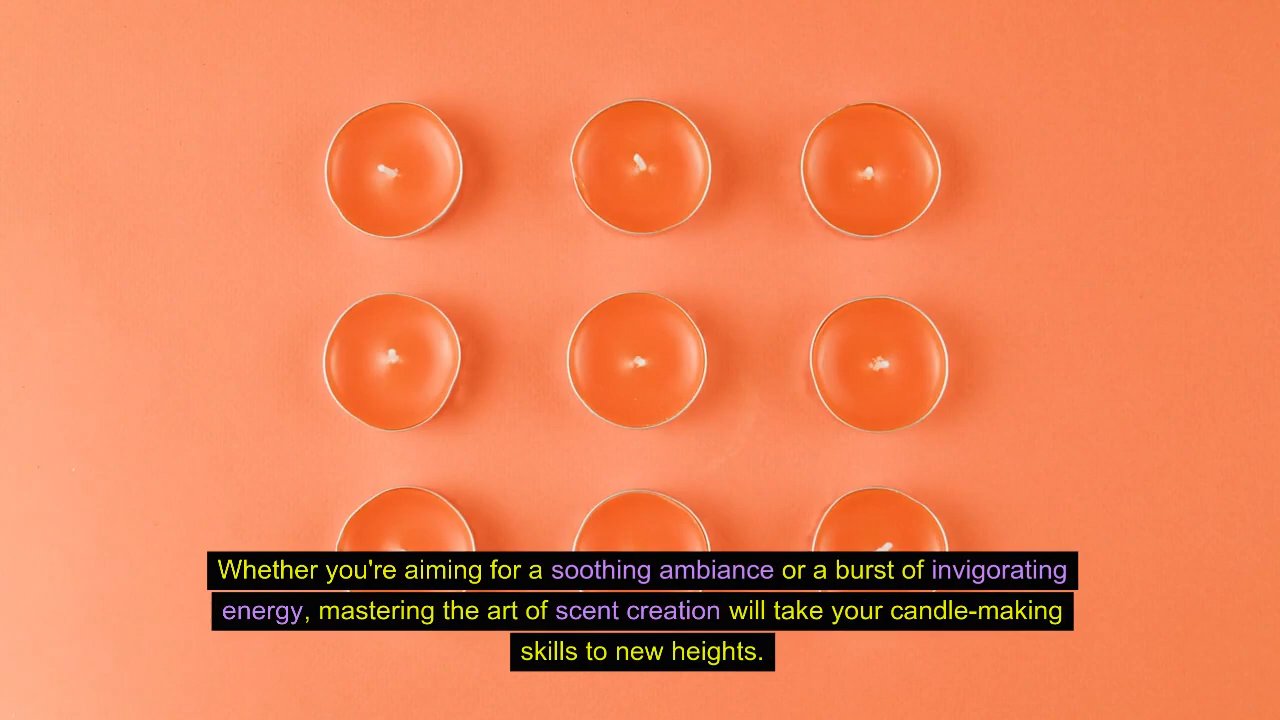 Whether you're aiming for a soothing ambiance or a burst of invigorating
energy, mastering the art of scent creation will take your candle-making
skills to new heights.